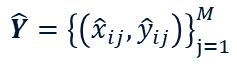 Ŷ = {(x̂ᵢⱼ, ŷᵢⱼ)}ᴹⱼ₌₁